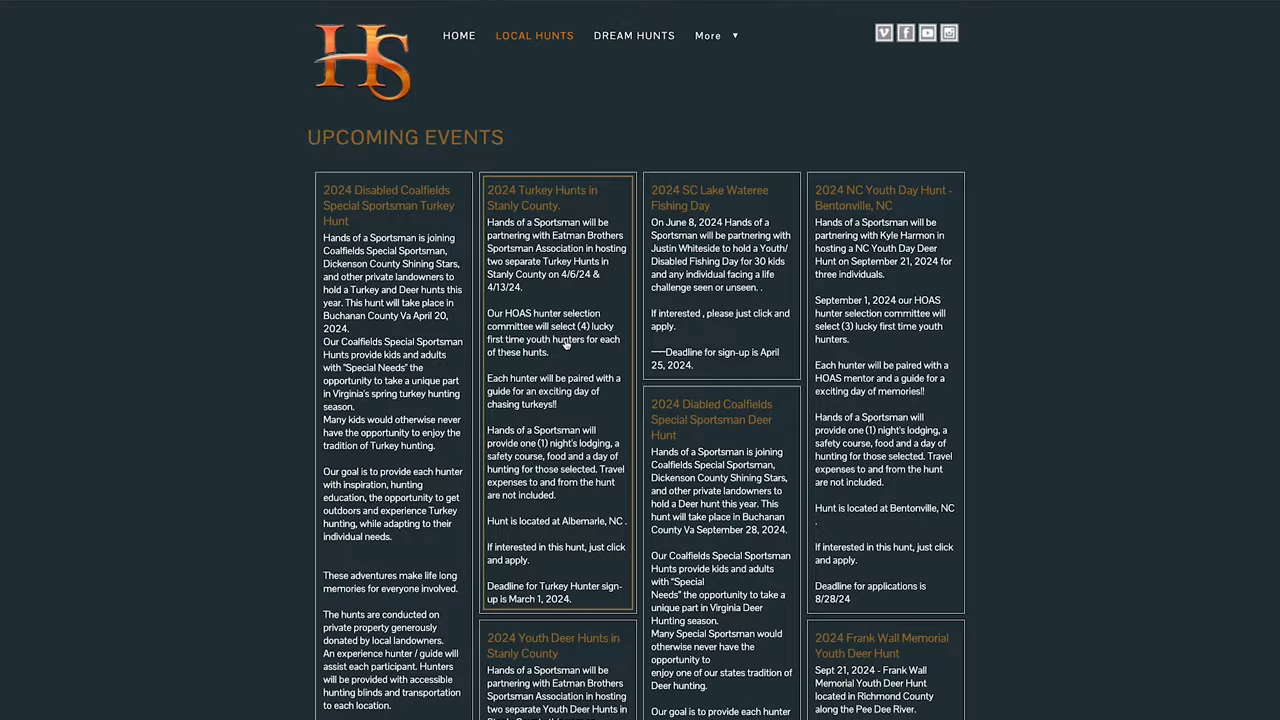 HS
HOME
LOCAL HUNTS
DREAM HUNTS
More ▼
UPCOMING EVENTS
2024 Disabled Coalfields
Special Sportsman Turkey
Hunt
Hands of a Sportsman is joining
Coalfields Special Sportsman,
Dickenson County Shining Stars,
and other private landowners to
hold a Turkey and Deer hunts this
year. This hunt will take place in
Buchanan County Va April 20,
2024.
Our Coalfields Special Sportsman
Hunts provide kids and adults
with "Special Needs" the
opportunity to take a unique part
in Virginia's spring turkey hunting
season.
Many kids would otherwise never
have the opportunity to enjoy the
tradition of Turkey hunting.
Our goal is to provide each hunter
with inspiration, hunting
education, the opportunity to get
outdoors and experience Turkey
hunting, while adapting to their
individual needs.
These adventures make life long
memories for everyone involved.
The hunts are conducted on
private property generously
donated by local landowners.
An experience hunter / guide will
assist each participant. Hunters
will be provided with accessible
hunting blinds and transportation
to each location.
2024 Turkey Hunts in
Stanly County.
Hands of a Sportsman will be
partnering with Eatman Brothers
Sportsman Association in hosting
two separate Turkey Hunts in
Stanly County on 4/6/24 &
4/13/24.
Our HOAS hunter selection
committee will select (4) lucky
first time youth hunters for each
of these hunts.
Each hunter will be paired with a
guide for an exciting day of
chasing turkeys!!
Hands of a Sportsman will
provide one (1) night's lodging, a
safety course, food and a day of
hunting for those selected. Travel
expenses to and from the hunt
are not included.
Hunt is located at Albemarle, NC .
If interested in this hunt, just click
and apply.
Deadline for Turkey Hunter sign-
up is March 1, 2024.
2024 Youth Deer Hunts in
Stanly County
Hands of a Sportsman will be
partnering with Eatman Brothers
Sportsman Association in hosting
two separate Youth Deer Hunts in
2024 SC Lake Wateree
Fishing Day
On June 8, 2024 Hands of a
Sportsman will be partnering with
Justin Whiteside to hold a Youth/
Disabled Fishing Day for 30 kids
and any individual facing a life
challenge seen or unseen. .
If interested , please just click and
apply.
——Deadline for sign-up is April
25, 2024.
2024 Diabled Coalfields
Special Sportsman Deer
Hunt
Hands of a Sportsman is joining
Coalfields Special Sportsman,
Dickenson County Shining Stars,
and other private landowners to
hold a Deer hunt this year. This
hunt will take place in Buchanan
County Va September 28, 2024.
Our Coalfields Special Sportsman
Hunts provide kids and adults
with "Special
Needs" the opportunity to take a
unique part in Virginia Deer
Hunting season.
Many Special Sportsman would
otherwise never have the
opportunity to
enjoy one of our states tradition of
Deer hunting.
Our goal is to provide each hunter
2024 NC Youth Day Hunt -
Bentonville, NC
Hands of a Sportsman will be
partnering with Kyle Harmon in
hosting a NC Youth Day Deer
Hunt on September 21, 2024 for
three individuals.
September 1, 2024 our HOAS
hunter selection committee will
select (3) lucky first time youth
hunters.
Each hunter will be paired with a
HOAS mentor and a guide for a
exciting day of memories!!
Hands of a Sportsman will
provide one (1) night's lodging, a
safety course, food and a day of
hunting for those selected. Travel
expenses to and from the hunt
are not included.
Hunt is located at Bentonville, NC
.
If interested in this hunt, just click
and apply.
Deadline for applications is
8/28/24
2024 Frank Wall Memorial
Youth Deer Hunt
Sept 21, 2024 - Frank Wall
Memorial Youth Deer Hunt
located in Richmond County
along the Pee Dee River.